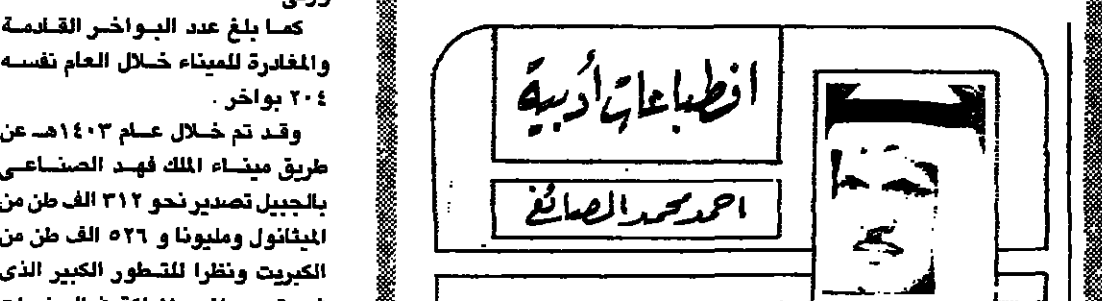 انطباعات أدبية
احمد محمد الصائغ
كما بلغ عدد البواخر القادمة
والمغادرة للميناء خلال العام نفسه
٢٠٤ بواخر .
وقد تم خلال عام ١٤٠٣هـ عن
طريق ميناء الملك فهد الصناعي
بالجبيل تصدير نحو ٣١٢ الف طن من
الميثانول ومليونا و ٥٢٦ الف طن من
الكبريت ونظرا للتطور الكبير الذى